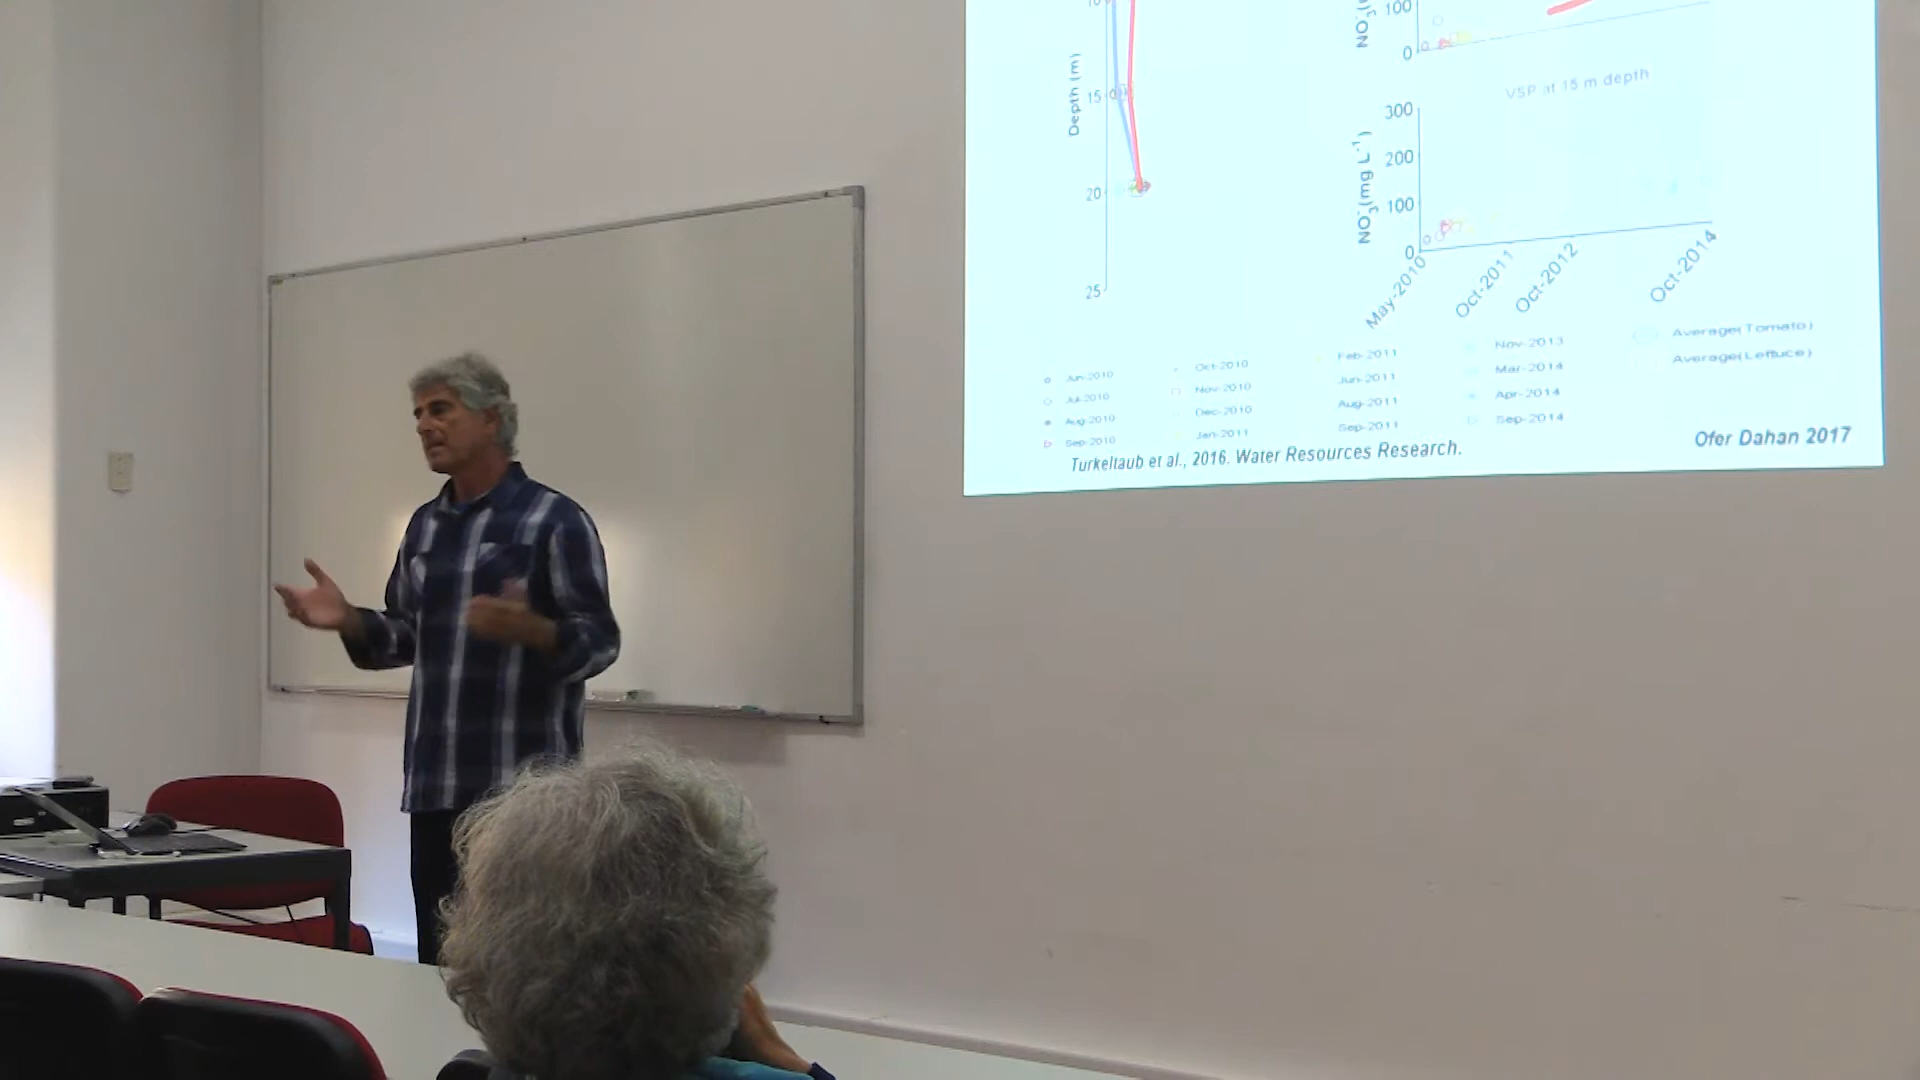 10
15
20
25
Depth (m)
100
0
VSP at 15 m depth
300
200
100
0
NO₃⁻(mg L⁻¹)
May-2010
Oct-2011
Oct-2012
Oct-2014
Jun-2010
Jul-2010
Aug-2010
Sep-2010
Oct-2010
Nov-2010
Dec-2010
Jan-2011
Feb-2011
Jun-2011
Aug-2011
Sep-2011
Nov-2013
Mar-2014
Apr-2014
Sep-2014
Average(Tomato)
Average(Lettuce)
Turkeltaub et al., 2016. Water Resources Research.
Ofer Dahan 2017